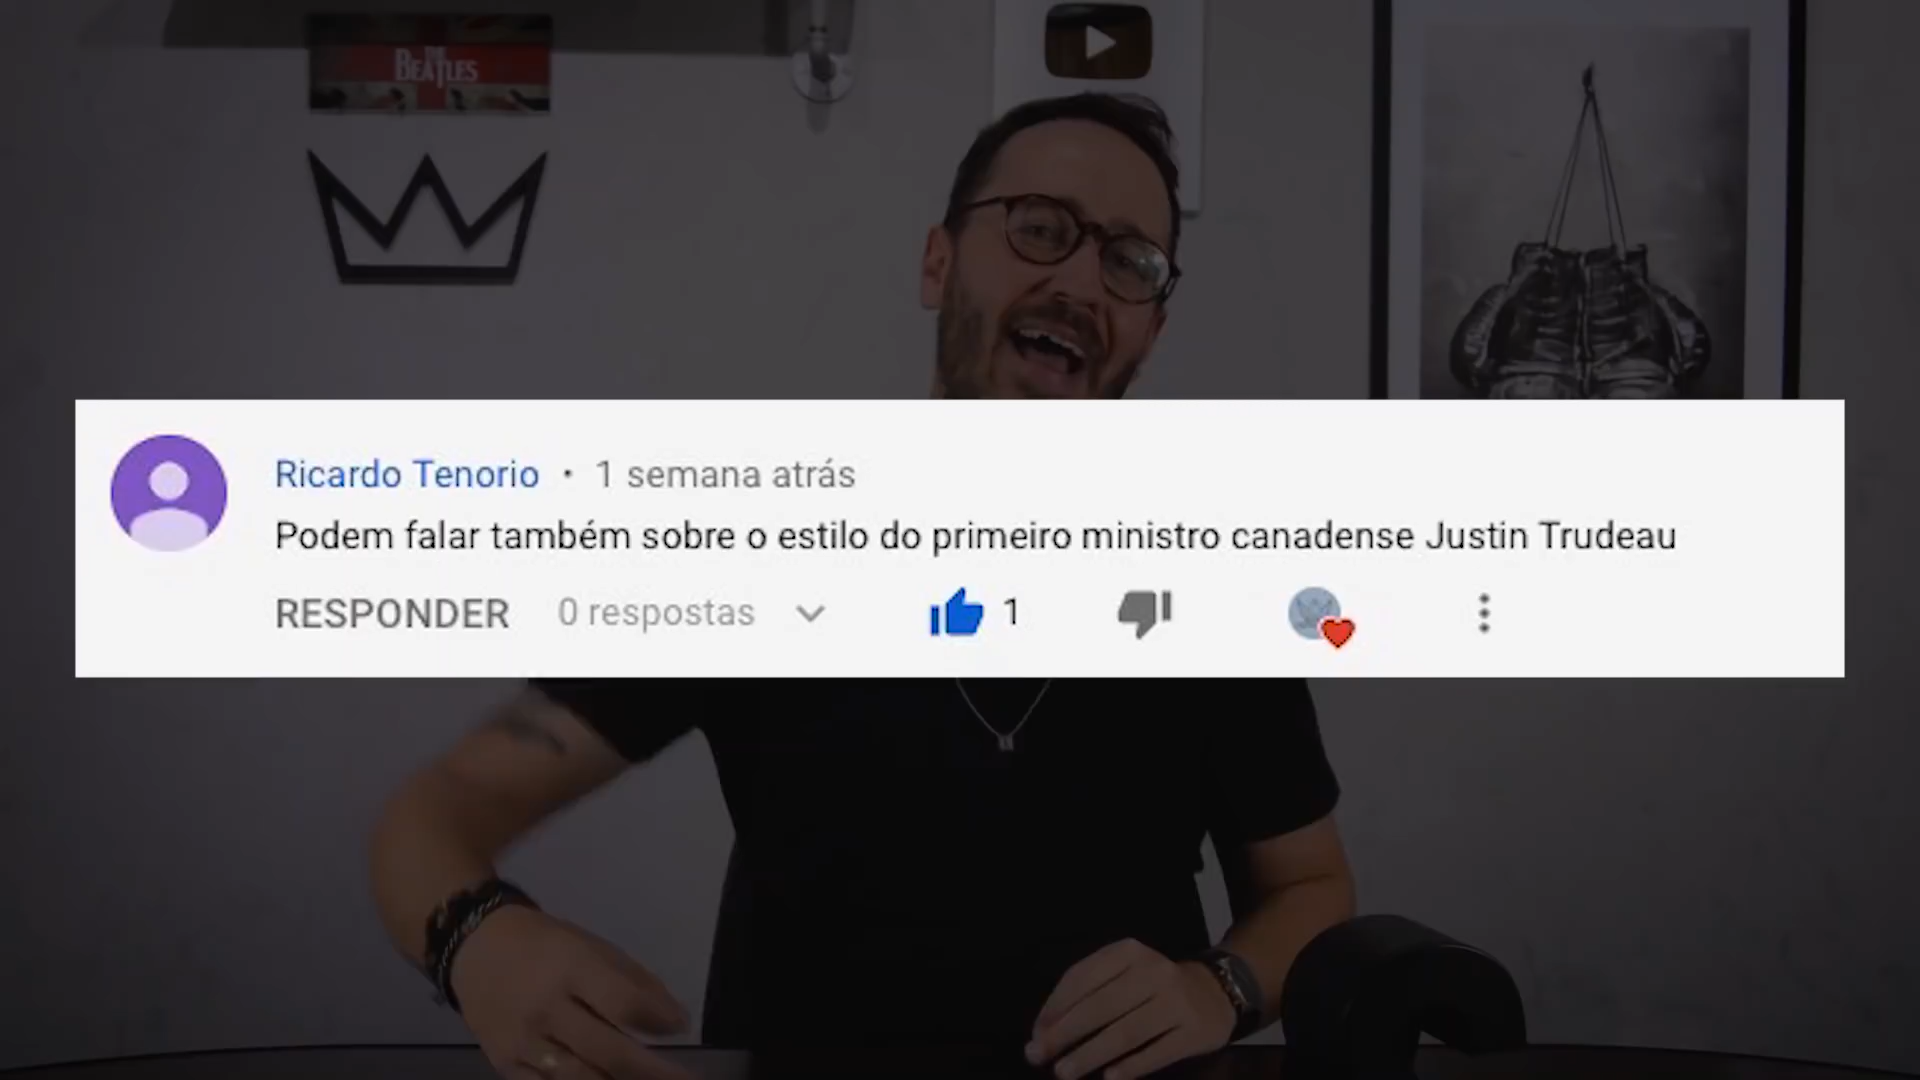 THE
BEATLES
Ricardo Tenorio • 1 semana atrás
Podem falar também sobre o estilo do primeiro ministro canadense Justin Trudeau
RESPONDER 0 respostas 1